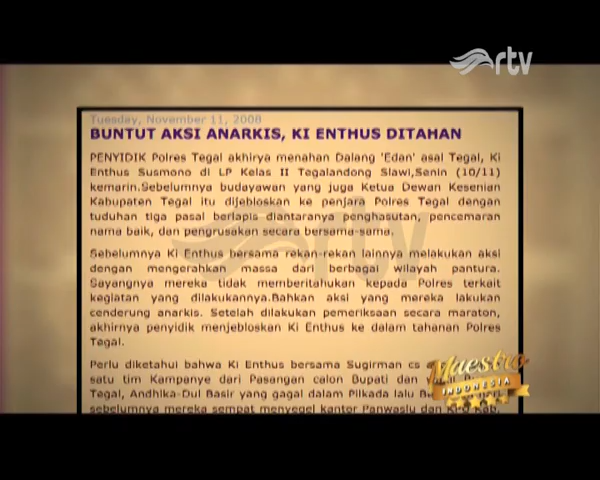 rtv
Tuesday, November 11, 2008
BUNTUT AKSI ANARKIS, KI ENTHUS DITAHAN
PENYIDIK Polres Tegal akhirya menahan Dalang 'Edan' asal Tegal, Ki
Enthus Susmono di LP Kelas II Tegalandong Slawi,Senin (10/11)
kemarin.Sebelumnya budayawan yang juga Ketua Dewan Kesenian
Kabupaten Tegal itu dijebloskan ke penjara Polres Tegal dengan
tuduhan tiga pasal berlapis diantaranya penghasutan, pencemaran
nama baik, dan pengrusakan secara bersama-sama.
Sebelumnya Ki Enthus bersama rekan-rekan lainnya melakukan aksi
dengan mengerahkan massa dari berbagai wilayah pantura.
Sayangnya mereka tidak memberitahukan kepada Polres terkait
kegiatan yang dilakukannya.Bahkan aksi yang mereka lakukan
cenderung anarkis. Setelah dilakukan pemeriksaan secara maraton,
akhirnya penyidik menjebloskan Ki Enthus ke dalam tahanan Polres
Tegal.
Perlu diketahui bahwa Ki Enthus bersama Sugirman cs
satu tim Kampanye dari Pasangan calon Bupati dan
Tegal, Andhika-Dul Basir yang gagal dalam Pilkada lalu
sebelumnya mereka sempat menyegel kantor Panwaslu dan KPU Kab.
rtv
Maestro
INDONESIA